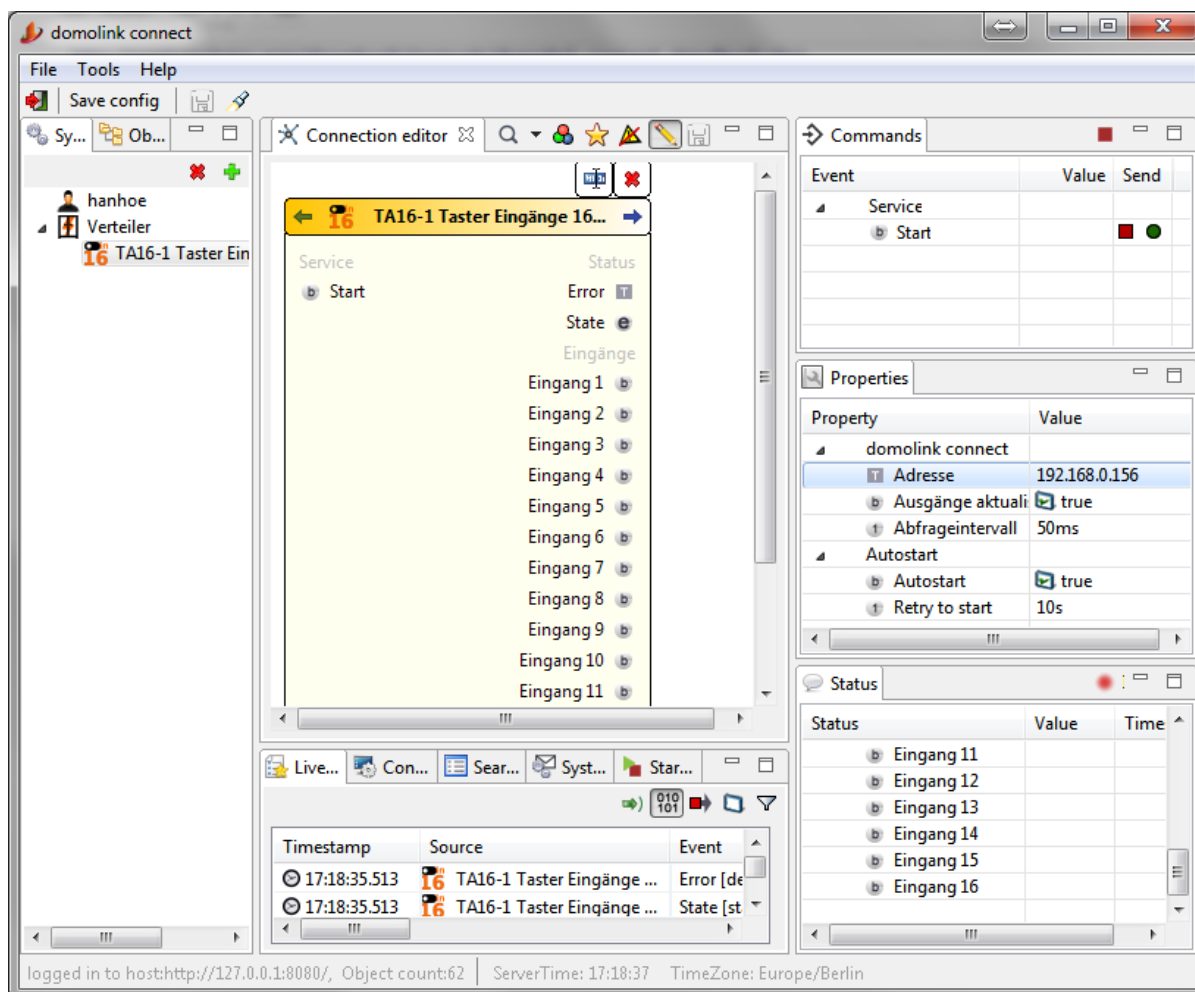 domolink connect
File Tools Help
Save config
Sy... Ob...
hanhoe
Verteiler
TA16-1 Taster Ein
Connection editor
TA16-1 Taster Eingänge 16...
Service Status
Start Error
State
Eingänge
Eingang 1
Eingang 2
Eingang 3
Eingang 4
Eingang 5
Eingang 6
Eingang 7
Eingang 8
Eingang 9
Eingang 10
Eingang 11
Live... Con... Sear... Syst... Star...
Timestamp Source Event
17:18:35.513 TA16-1 Taster Eingänge ... Error [de
17:18:35.513 TA16-1 Taster Eingänge ... State [st
Commands
Event Value Send
Service
Start
Properties
Property Value
domolink connect
Adresse 192.168.0.156
Ausgänge aktuali true
Abfrageintervall 50ms
Autostart
Autostart true
Retry to start 10s
Status
Status Value Time
Eingang 11
Eingang 12
Eingang 13
Eingang 14
Eingang 15
Eingang 16
logged in to host:http://127.0.0.1:8080/, Object count:62 ServerTime: 17:18:37 TimeZone: Europe/Berlin